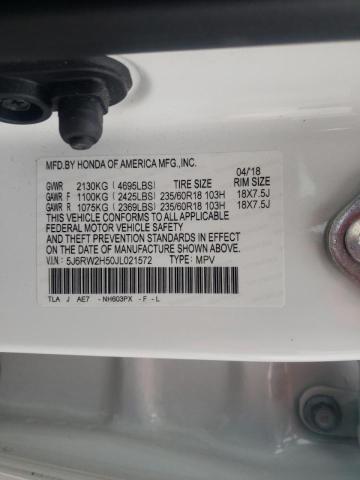 MFD.BY HONDA OF AMERICA MFG.,INC.
04/18
GVWR 2130KG (4695LBS) TIRE SIZE RIM SIZE
GAWR F 1100KG (2425LBS) 235/60R18 103H 18X7.5J
GAWR R 1075KG (2369LBS) 235/60R18 103H 18X7.5J
THIS VEHICLE CONFORMS TO ALL APPLICABLE
FEDERAL MOTOR VEHICLE SAFETY
AND THEFT PREVENTION STANDARDS IN EFFECT
ON THE DATE OF MANUFACTURE SHOWN ABOVE.
V.I.N: 5J6RW2H50JL021572 TYPE: MPV
TLA J AE7 - NH603PX - F - L